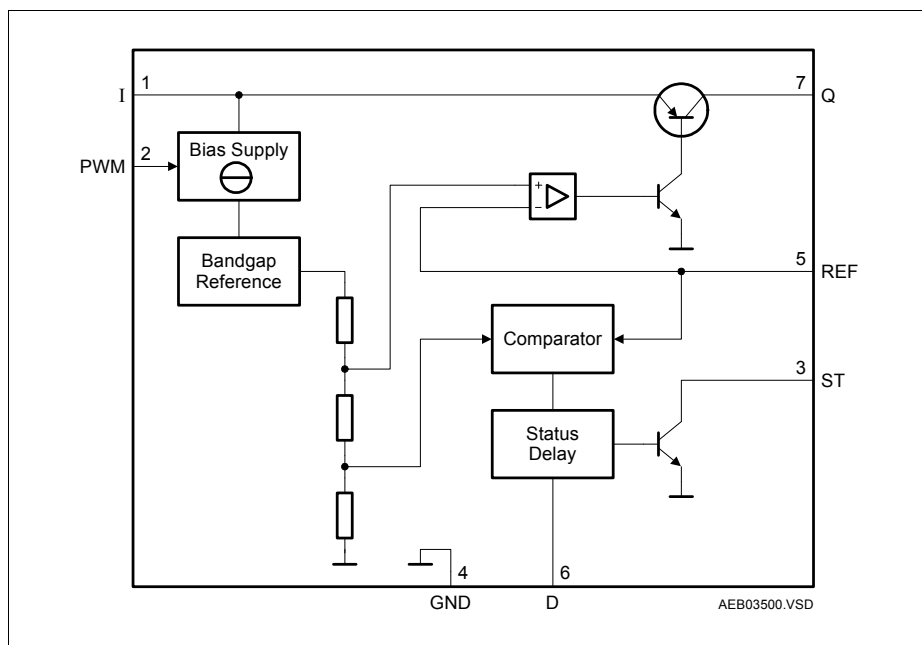 1
7
I
Q
2
Bias Supply
PWM
+
−
Bandgap
Reference
5
REF
Comparator
3
ST
Status
Delay
4
6
GND
D
AEB03500.VSD